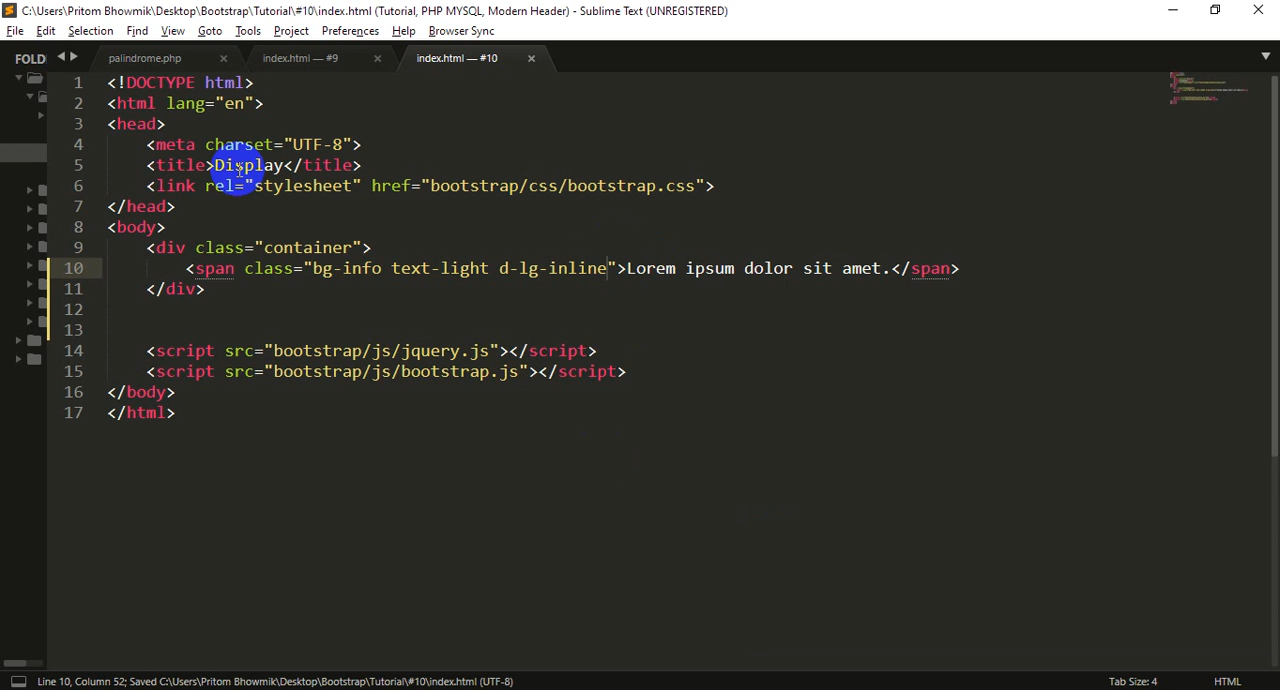 C:\Users\Pritom Bhowmik\Desktop\Bootstrap\Tutorial\#10\index.html (Tutorial, PHP MYSQL, Modern Header) - Sublime Text (UNREGISTERED)
File Edit Selection Find View Goto Tools Project Preferences Help Browser Sync
FOLD palindrome.php index.html — #9 index.html — #10
1 <!DOCTYPE html>
2 <html lang="en">
3 <head>
4 <meta charset="UTF-8">
5 <title>Display</title>
6 <link rel="stylesheet" href="bootstrap/css/bootstrap.css">
7 </head>
8 <body>
9 <div class="container">
10 <span class="bg-info text-light d-lg-inline">Lorem ipsum dolor sit amet.</span>
11 </div>
12
13
14 <script src="bootstrap/js/jquery.js"></script>
15 <script src="bootstrap/js/bootstrap.js"></script>
16 </body>
17 </html>
Line 10, Column 52; Saved C:\Users\Pritom Bhowmik\Desktop\Bootstrap\Tutorial\#10\index.html (UTF-8) Tab Size: 4 HTML